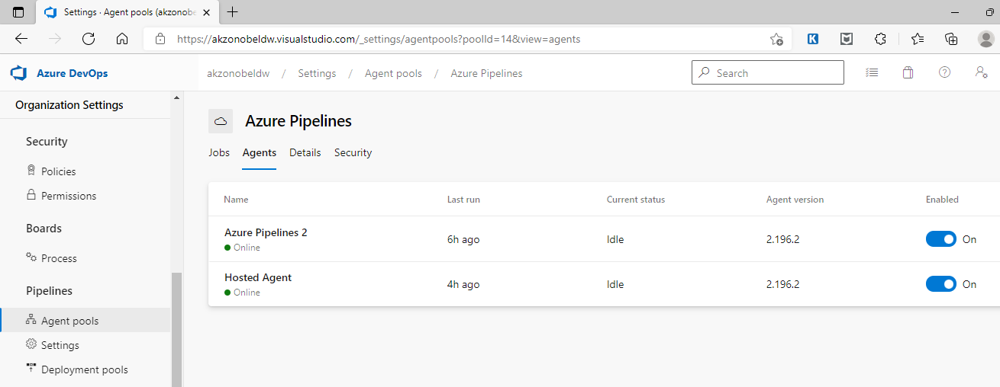 Settings · Agent pools (akzonobe
https://akzonobeldw.visualstudio.com/_settings/agentpools?poolId=14&view=agents
K
Azure DevOps
akzonobeldw / Settings / Agent pools / Azure Pipelines
Search
Organization Settings
Security
Policies
Permissions
Boards
Process
Pipelines
Agent pools
Settings
Deployment pools
Azure Pipelines
Jobs Agents Details Security
Name Last run Current status Agent version Enabled
Azure Pipelines 2 6h ago Idle 2.196.2 On
Online
Hosted Agent 4h ago Idle 2.196.2 On
Online